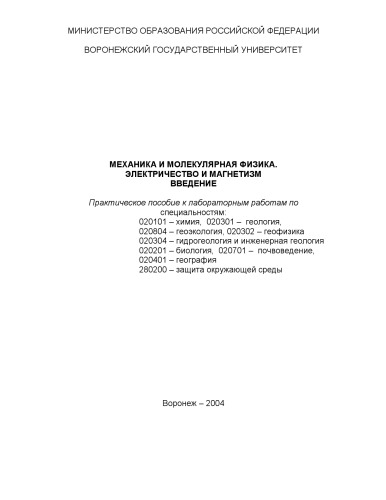 МИНИСТЕРСТВО ОБРАЗОВАНИЯ РОССИЙСКОЙ ФЕДЕРАЦИИ
ВОРОНЕЖСКИЙ ГОСУДАРСТВЕННЫЙ УНИВЕРСИТЕТ
МЕХАНИКА И МОЛЕКУЛЯРНАЯ ФИЗИКА.
ЭЛЕКТРИЧЕСТВО И МАГНЕТИЗМ
ВВЕДЕНИЕ
Практическое пособие к лабораторным работам по
специальностям:
020101 – химия, 020301 – геология,
020804 – геоэкология, 020302 – геофизика
020304 – гидрогеология и инженерная геология
020201 – биология, 020701 – почвоведение,
020401 – география
280200 – защита окружающей среды
Воронеж – 2004